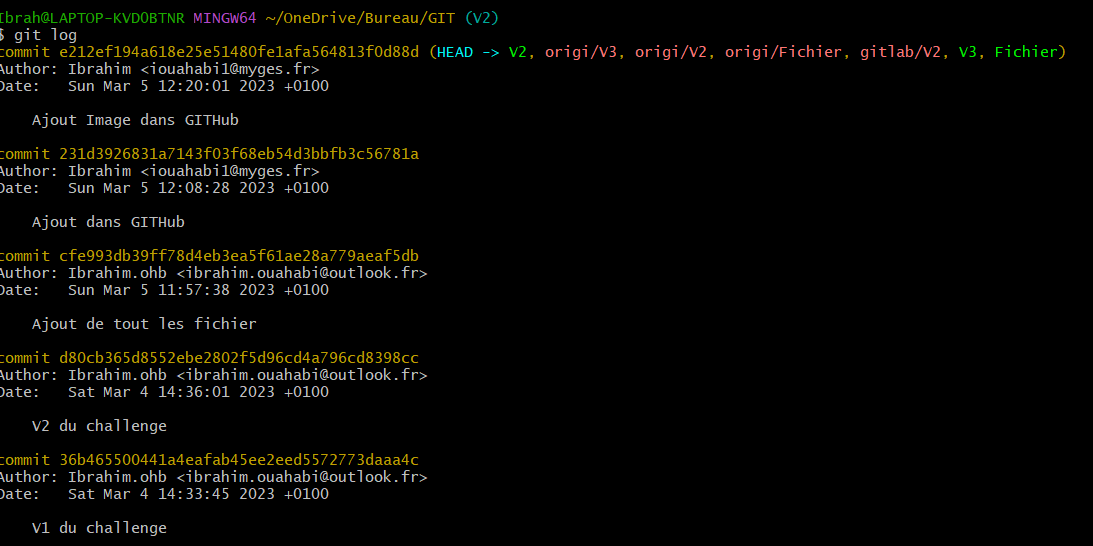 Ibrah@LAPTOP-KVD0BTNR MINGW64 ~/OneDrive/Bureau/GIT (V2)
$ git log
commit e212ef194a618e25e51480fe1afa564813f0d88d (HEAD -> V2, origi/V3, origi/V2, origi/Fichier, gitlab/V2, V3, Fichier)
Author: Ibrahim <iouahabi1@myges.fr>
Date:   Sun Mar 5 12:20:01 2023 +0100
Ajout Image dans GITHub
commit 231d3926831a7143f03f68eb54d3bbfb3c56781a
Author: Ibrahim <iouahabi1@myges.fr>
Date:   Sun Mar 5 12:08:28 2023 +0100
Ajout dans GITHub
commit cfe993db39ff78d4eb3ea5f61ae28a779aeaf5db
Author: Ibrahim.ohb <ibrahim.ouahabi@outlook.fr>
Date:   Sun Mar 5 11:57:38 2023 +0100
Ajout de tout les fichier
commit d80cb365d8552ebe2802f5d96cd4a796cd8398cc
Author: Ibrahim.ohb <ibrahim.ouahabi@outlook.fr>
Date:   Sat Mar 4 14:36:01 2023 +0100
V2 du challenge
commit 36b465500441a4eafab45ee2eed5572773daaa4c
Author: Ibrahim.ohb <ibrahim.ouahabi@outlook.fr>
Date:   Sat Mar 4 14:33:45 2023 +0100
V1 du challenge